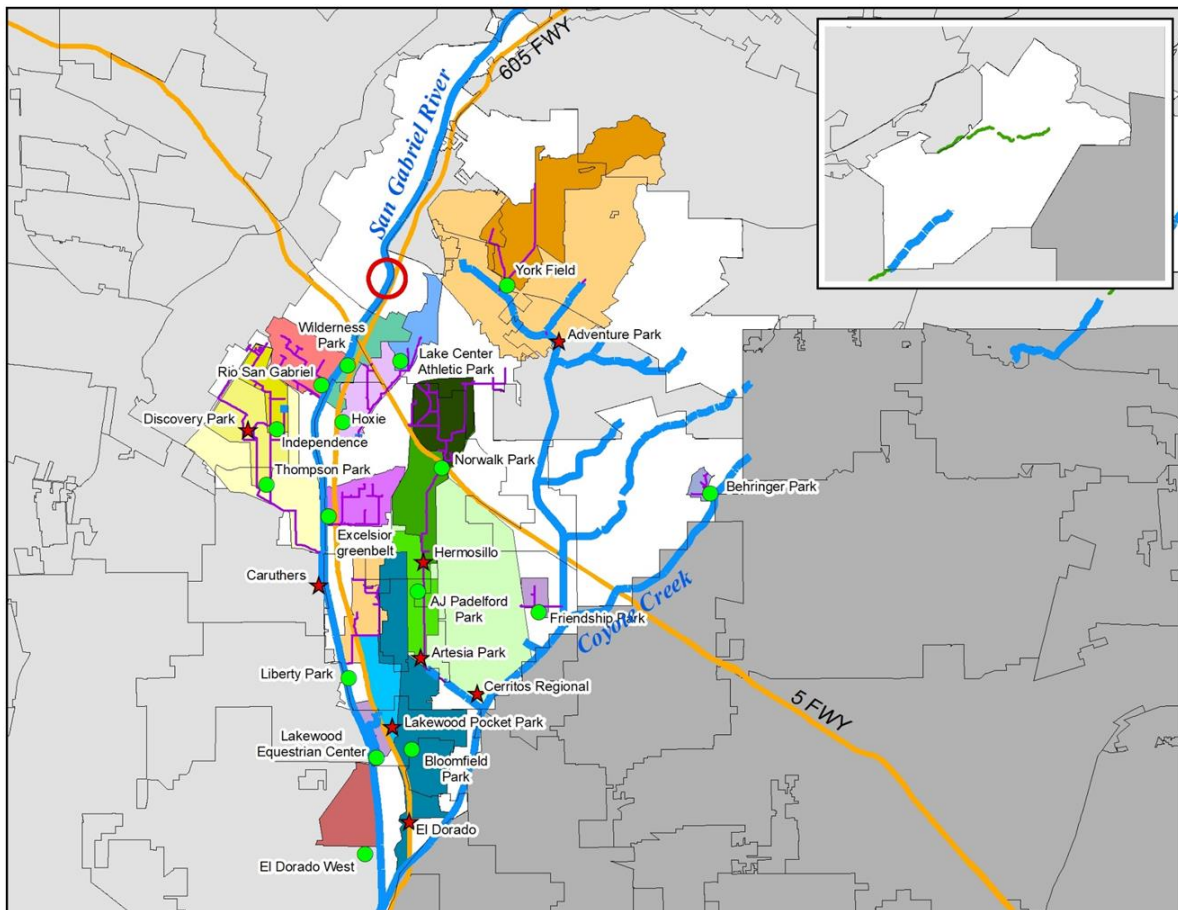 605 FWY
San Gabriel River
York Field
Wilderness
Park
Adventure Park
Lake Center
Athletic Park
Rio San Gabriel
Discovery Park
Hoxie
Independence
Norwalk Park
Thompson Park
Behringer Park
Excelsior
greenbelt
Hermosillo
Caruthers
AJ Padelford
Park
Friendship Park
Coyote Creek
Artesia Park
Liberty Park
Cerritos Regional
Lakewood Pocket Park
5 FWY
Lakewood
Equestrian Center
Bloomfield
Park
El Dorado
El Dorado West